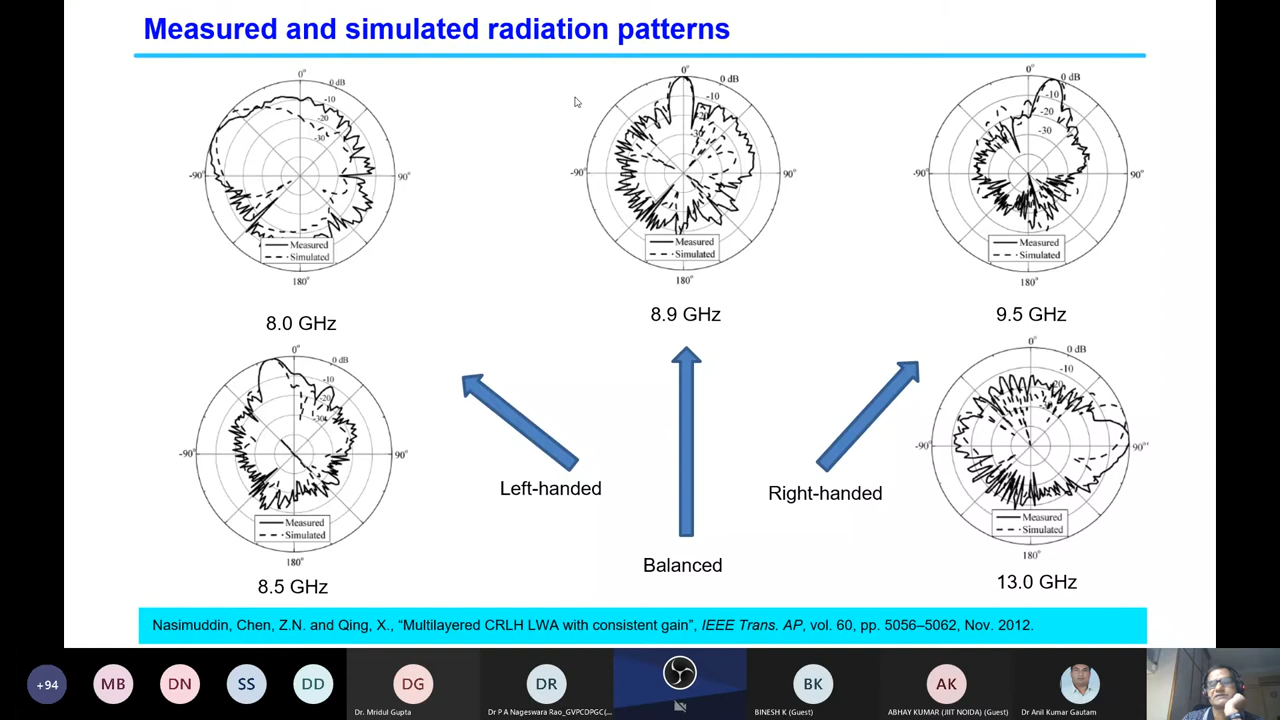 Measured and simulated radiation patterns
0°
0 dB
-10
-20
-30
-90°
90°
Measured
Simulated
180°
8.0 GHz
0°
0 dB
-10
-30
-90°
90°
Measured
Simulated
180°
8.9 GHz
0°
0 dB
-10
-20
-30
-90°
90°
Measured
Simulated
180°
9.5 GHz
0°
0 dB
-10
-20
-30
-90°
90°
Measured
Simulated
180°
8.5 GHz
Left-handed
Balanced
Right-handed
0°
0 dB
-10
-90°
90°
Measured
Simulated
180°
13.0 GHz
Nasimuddin, Chen, Z.N. and Qing, X., “Multilayered CRLH LWA with consistent gain”, IEEE Trans. AP, vol. 60, pp. 5056–5062, Nov. 2012.
+94
MB
DN
SS
DD
DG
Dr. Mridul Gupta
DR
Dr P A Nageswara Rao_GVPCDPGC(...
BK
BINESH K (Guest)
AK
ABHAY KUMAR (JIIT NOIDA) (Guest)
Dr Anil Kumar Gautam